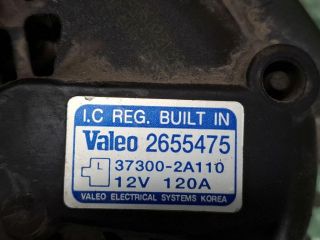 I.C REG. BUILT IN
Valeo 2655475
37300-2A110
12V 120A
VALEO ELECTRICAL SYSTEMS KOREA